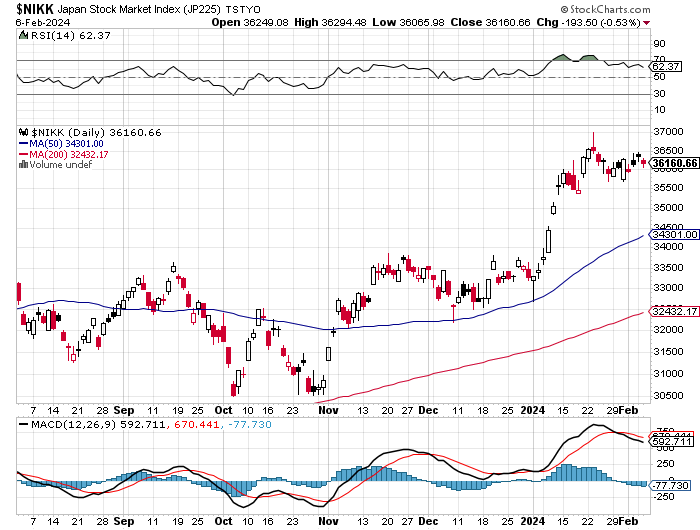 $NIKK Japan Stock Market Index (JP225) TSTYO © StockCharts.com
6-Feb-2024 Open 36249.08 High 36294.48 Low 36065.98 Close 36160.66 Chg -193.50 (-0.53%)
RSI(14) 62.37
90
70
62.37
50
30
10
$NIKK (Daily) 36160.66
MA(50) 34301.00
MA(200) 32432.17
Volume undef
37000
36500
36160.66
35500
35000
34500
34301.00
34000
33500
33000
32432.17
32000
31500
31000
30500
7 14 21 28 Sep 11 19 25 Oct 10 16 23 Nov 13 20 27 Dec 11 18 25 2024 15 22 29 Feb
MACD(12,26,9) 592.711, 670.441, -77.730
750
670.441
592.711
500
250
-77.730
-250
-500
7 14 21 28 Sep 11 19 25 Oct 10 16 23 Nov 13 20 27 Dec 11 18 25 2024 15 22 29 Feb